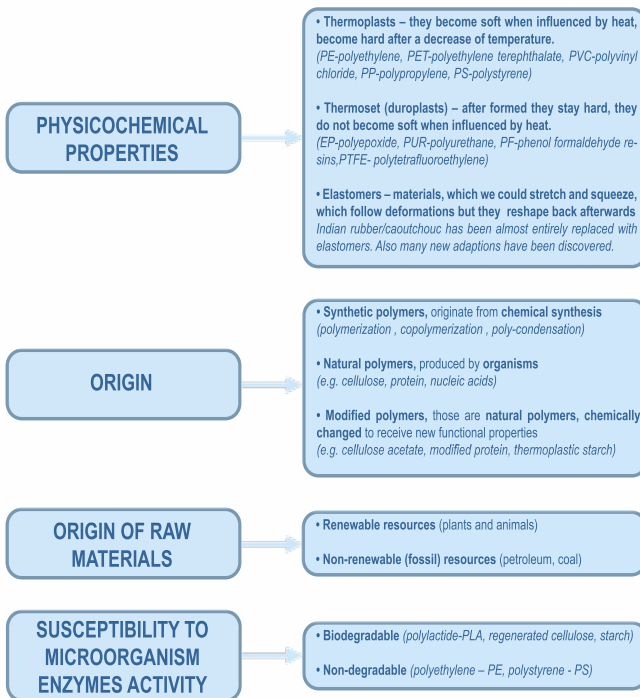 PHYSICOCHEMICAL
PROPERTIES
• Thermoplasts – they become soft when influenced by heat,
become hard after a decrease of temperature.
(PE-polyethylene, PET-polyethylene terephthalate, PVC-polyvinyl
chloride, PP-polypropylene, PS-polystyrene)
• Thermoset (duroplasts) – after formed they stay hard, they
do not become soft when influenced by heat.
(EP-polyepoxide, PUR-polyurethane, PF-phenol formaldehyde re-
sins,PTFE- polytetrafluoroethylene)
• Elastomers – materials, which we could stretch and squeeze,
which follow deformations but they reshape back afterwards
Indian rubber/caoutchouc has been almost entirely replaced with
elastomers. Also many new adaptions have been discovered.
ORIGIN
• Synthetic polymers, originate from chemical synthesis
(polymerization , copolymerization , poly-condensation)
• Natural polymers, produced by organisms
(e.g. cellulose, protein, nucleic acids)
• Modified polymers, those are natural polymers, chemically
changed to receive new functional properties
(e.g. cellulose acetate, modified protein, thermoplastic starch)
ORIGIN OF RAW
MATERIALS
• Renewable resources (plants and animals)
• Non-renewable (fossil) resources (petroleum, coal)
SUSCEPTIBILITY TO
MICROORGANISM
ENZYMES ACTIVITY
• Biodegradable (polylactide-PLA, regenerated cellulose, starch)
• Non-degradable (polyethylene – PE, polystyrene - PS)